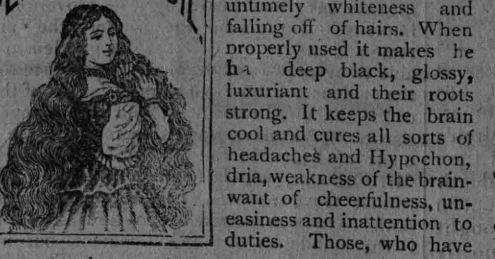 untimely whiteness and
falling off of hairs. When
properly used it makes he
ha deep black, glossy,
luxuriant and their roots
strong. It keeps the brain
cool and cures all sorts of
headaches and Hypochon,
dria, weakness of the brain-
want of cheerfulness, un-
easiness and inattention to
duties. Those, who have